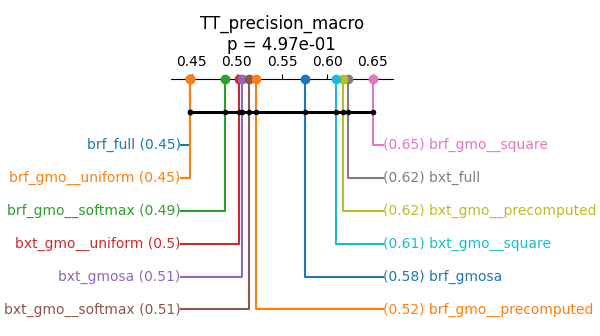 TT_precision_macro
p = 4.97e-01
0.45 0.50 0.55 0.60 0.65
brf_full (0.45)
(0.65) brf_gmo__square
brf_gmo__uniform (0.45)
(0.62) bxt_full
brf_gmo__softmax (0.49)
(0.62) bxt_gmo__precomputed
bxt_gmo__uniform (0.5)
(0.61) bxt_gmo__square
bxt_gmosa (0.51)
(0.58) brf_gmosa
bxt_gmo__softmax (0.51)
(0.52) brf_gmo__precomputed